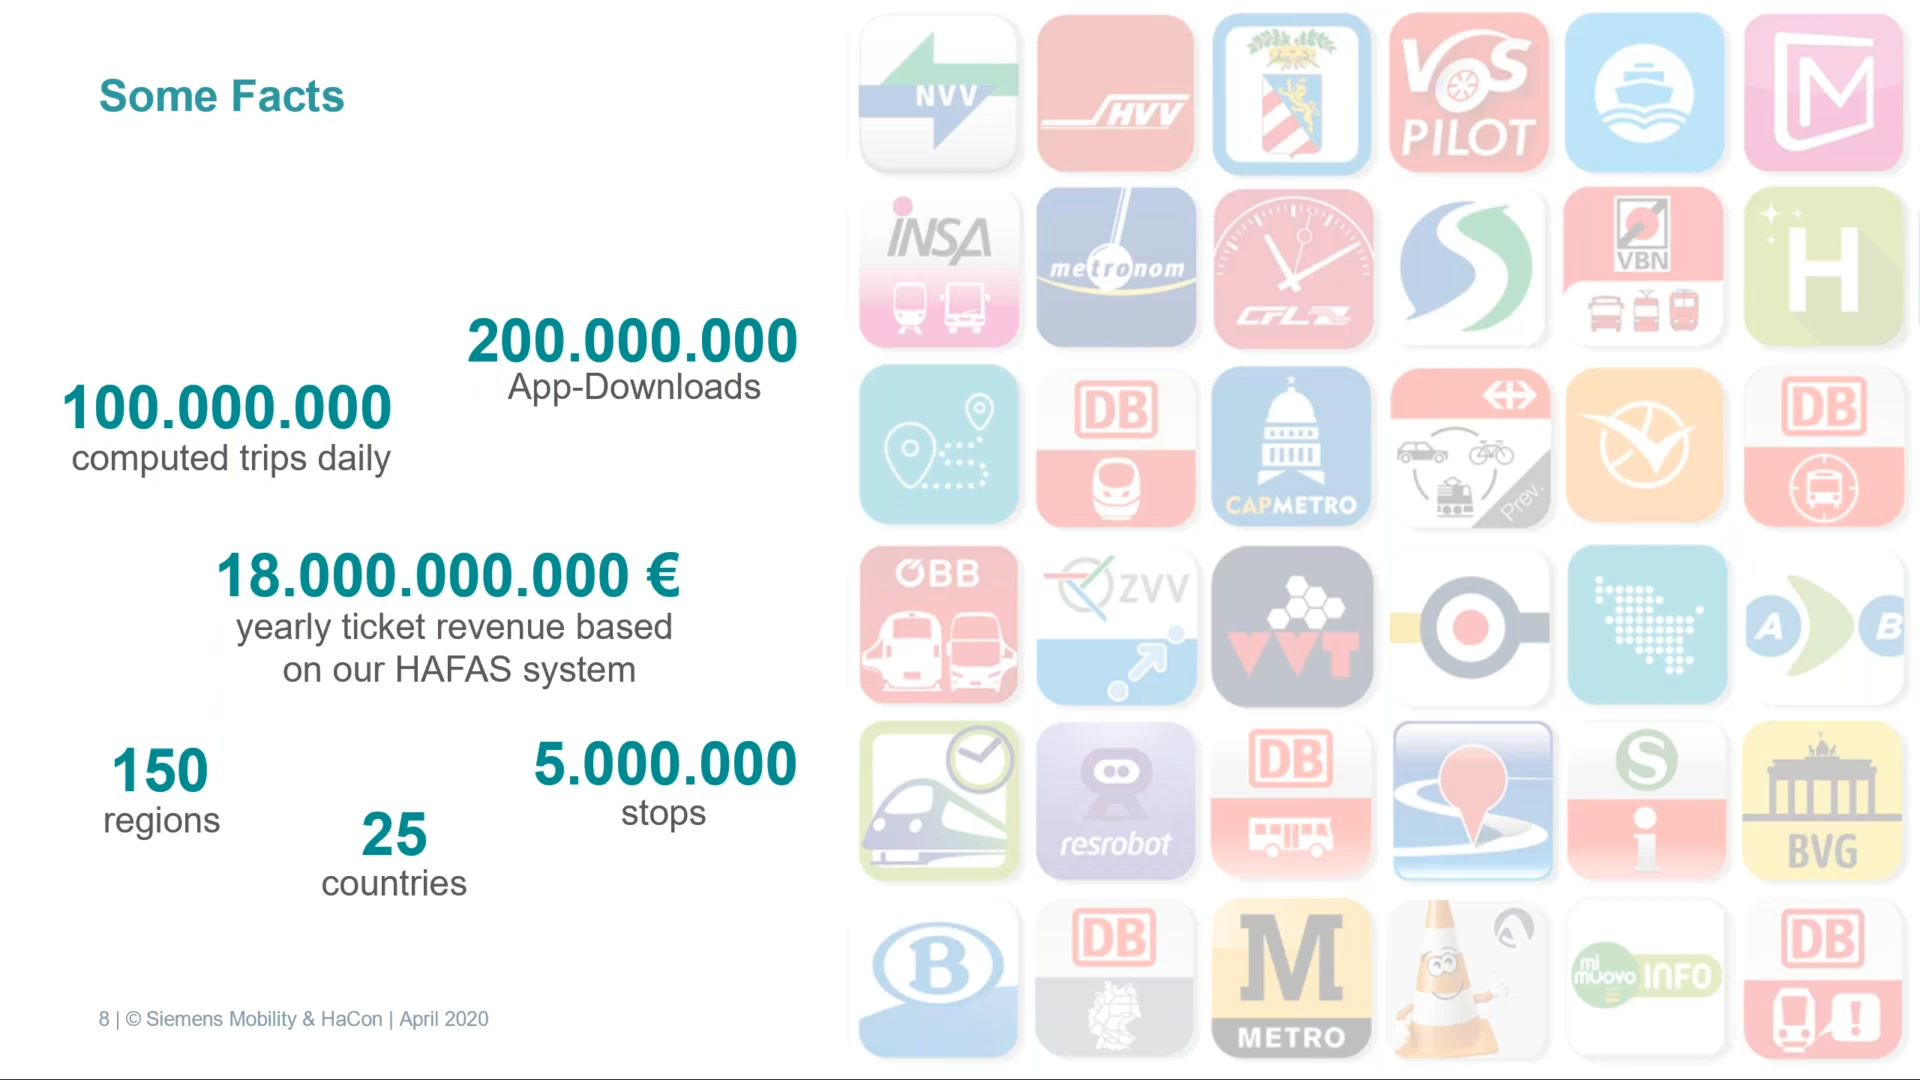 Some Facts
200.000.000
App-Downloads
100.000.000
computed trips daily
18.000.000.000 €
yearly ticket revenue based
on our HAFAS system
150
regions
5.000.000
stops
25
countries
8 | © Siemens Mobility & HaCon | April 2020
NVV
HVV
VOS
PILOT
M
INSA
metronom
CFL
VBN
H
DB
CAPMETRO
Prev.
DB
ÖBB
ZVV
VVT
A
B
resrobot
DB
S
i
BVG
B
DB
M
METRO
mi
muovo INFO
DB
!